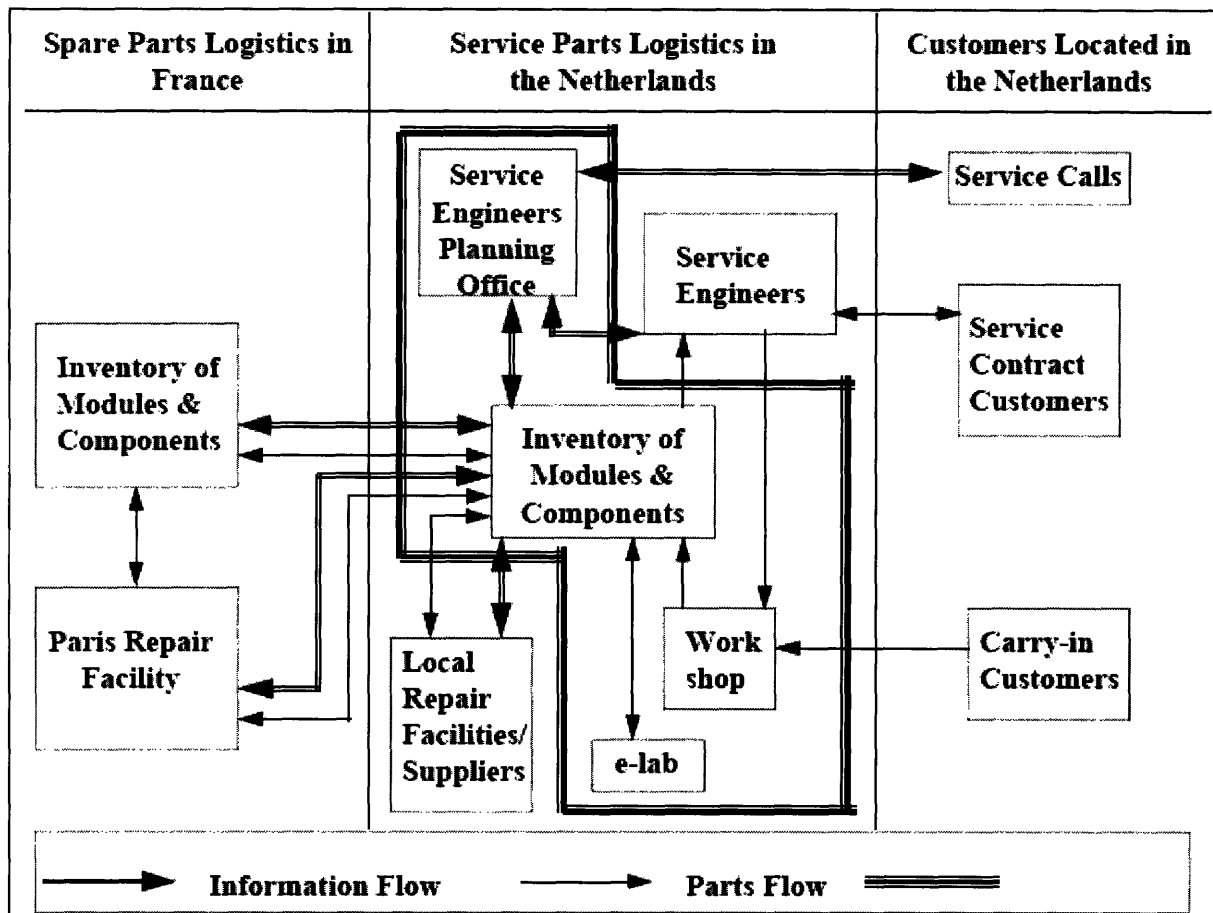 Spare Parts Logistics in
France
Service Parts Logistics in
the Netherlands
Customers Located in
the Netherlands
Service
Engineers
Planning
Office
Service Calls
Service
Engineers
Service
Contract
Customers
Inventory of
Modules &
Components
Inventory of
Modules &
Components
Paris Repair
Facility
Local
Repair
Facilities/
Suppliers
Work
shop
Carry-in
Customers
e-lab
Information Flow
Parts Flow